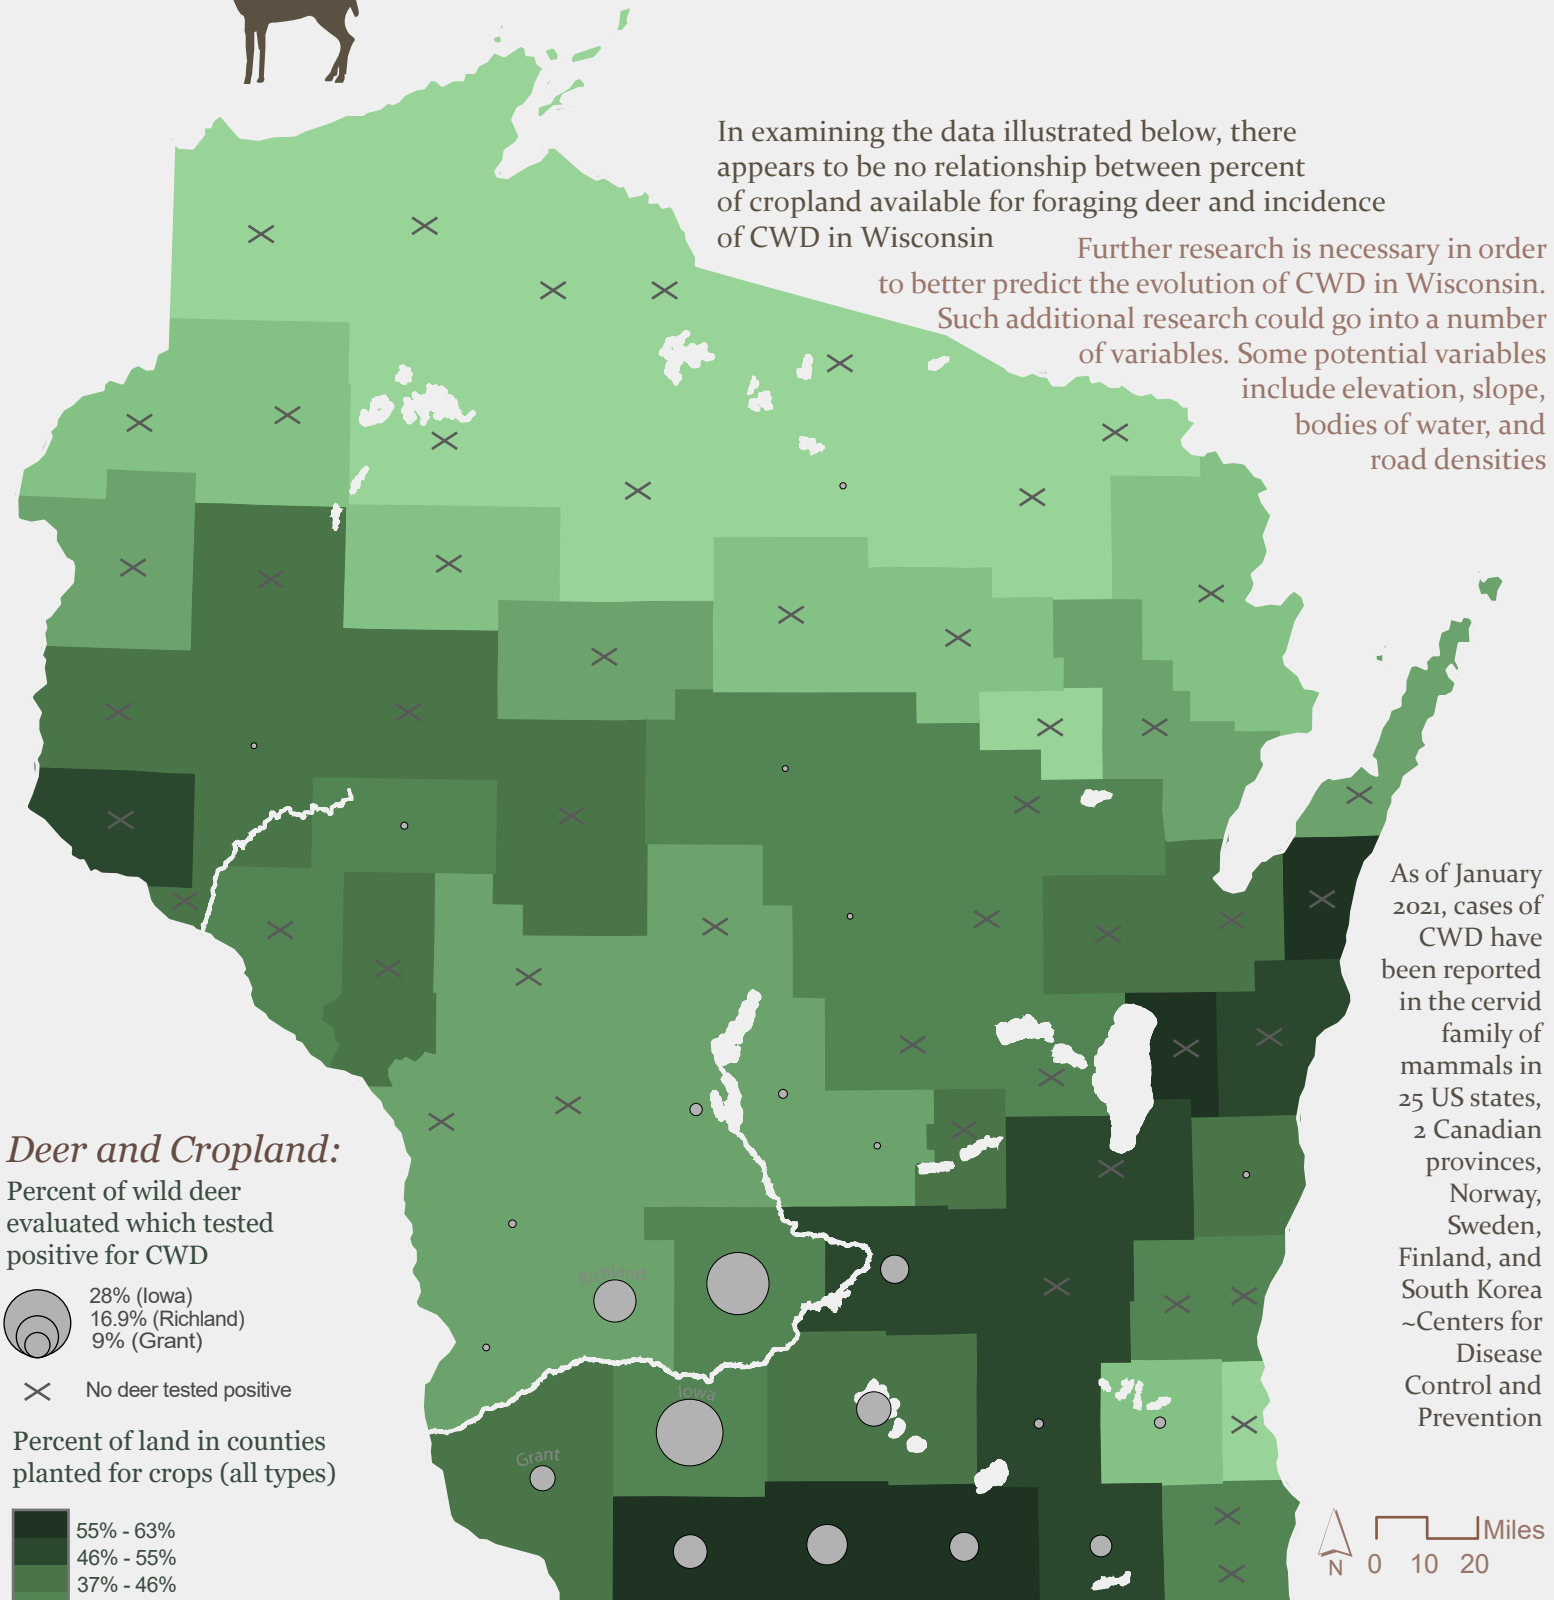 In examining the data illustrated below, there
appears to be no relationship between percent
of cropland available for foraging deer and incidence
of CWD in Wisconsin
Further research is necessary in order
to better predict the evolution of CWD in Wisconsin.
Such additional research could go into a number
of variables. Some potential variables
include elevation, slope,
bodies of water, and
road densities
As of January
2021, cases of
CWD have
been reported
in the cervid
family of
mammals in
25 US states,
2 Canadian
provinces,
Norway,
Sweden,
Finland, and
South Korea
~Centers for
Disease
Control and
Prevention
Deer and Cropland:
Percent of wild deer
evaluated which tested
positive for CWD
28% (Iowa)
16.9% (Richland)
9% (Grant)
No deer tested positive
Percent of land in counties
planted for crops (all types)
55% - 63%
46% - 55%
37% - 46%
Richland
Iowa
Grant
N
0 10 20 Miles